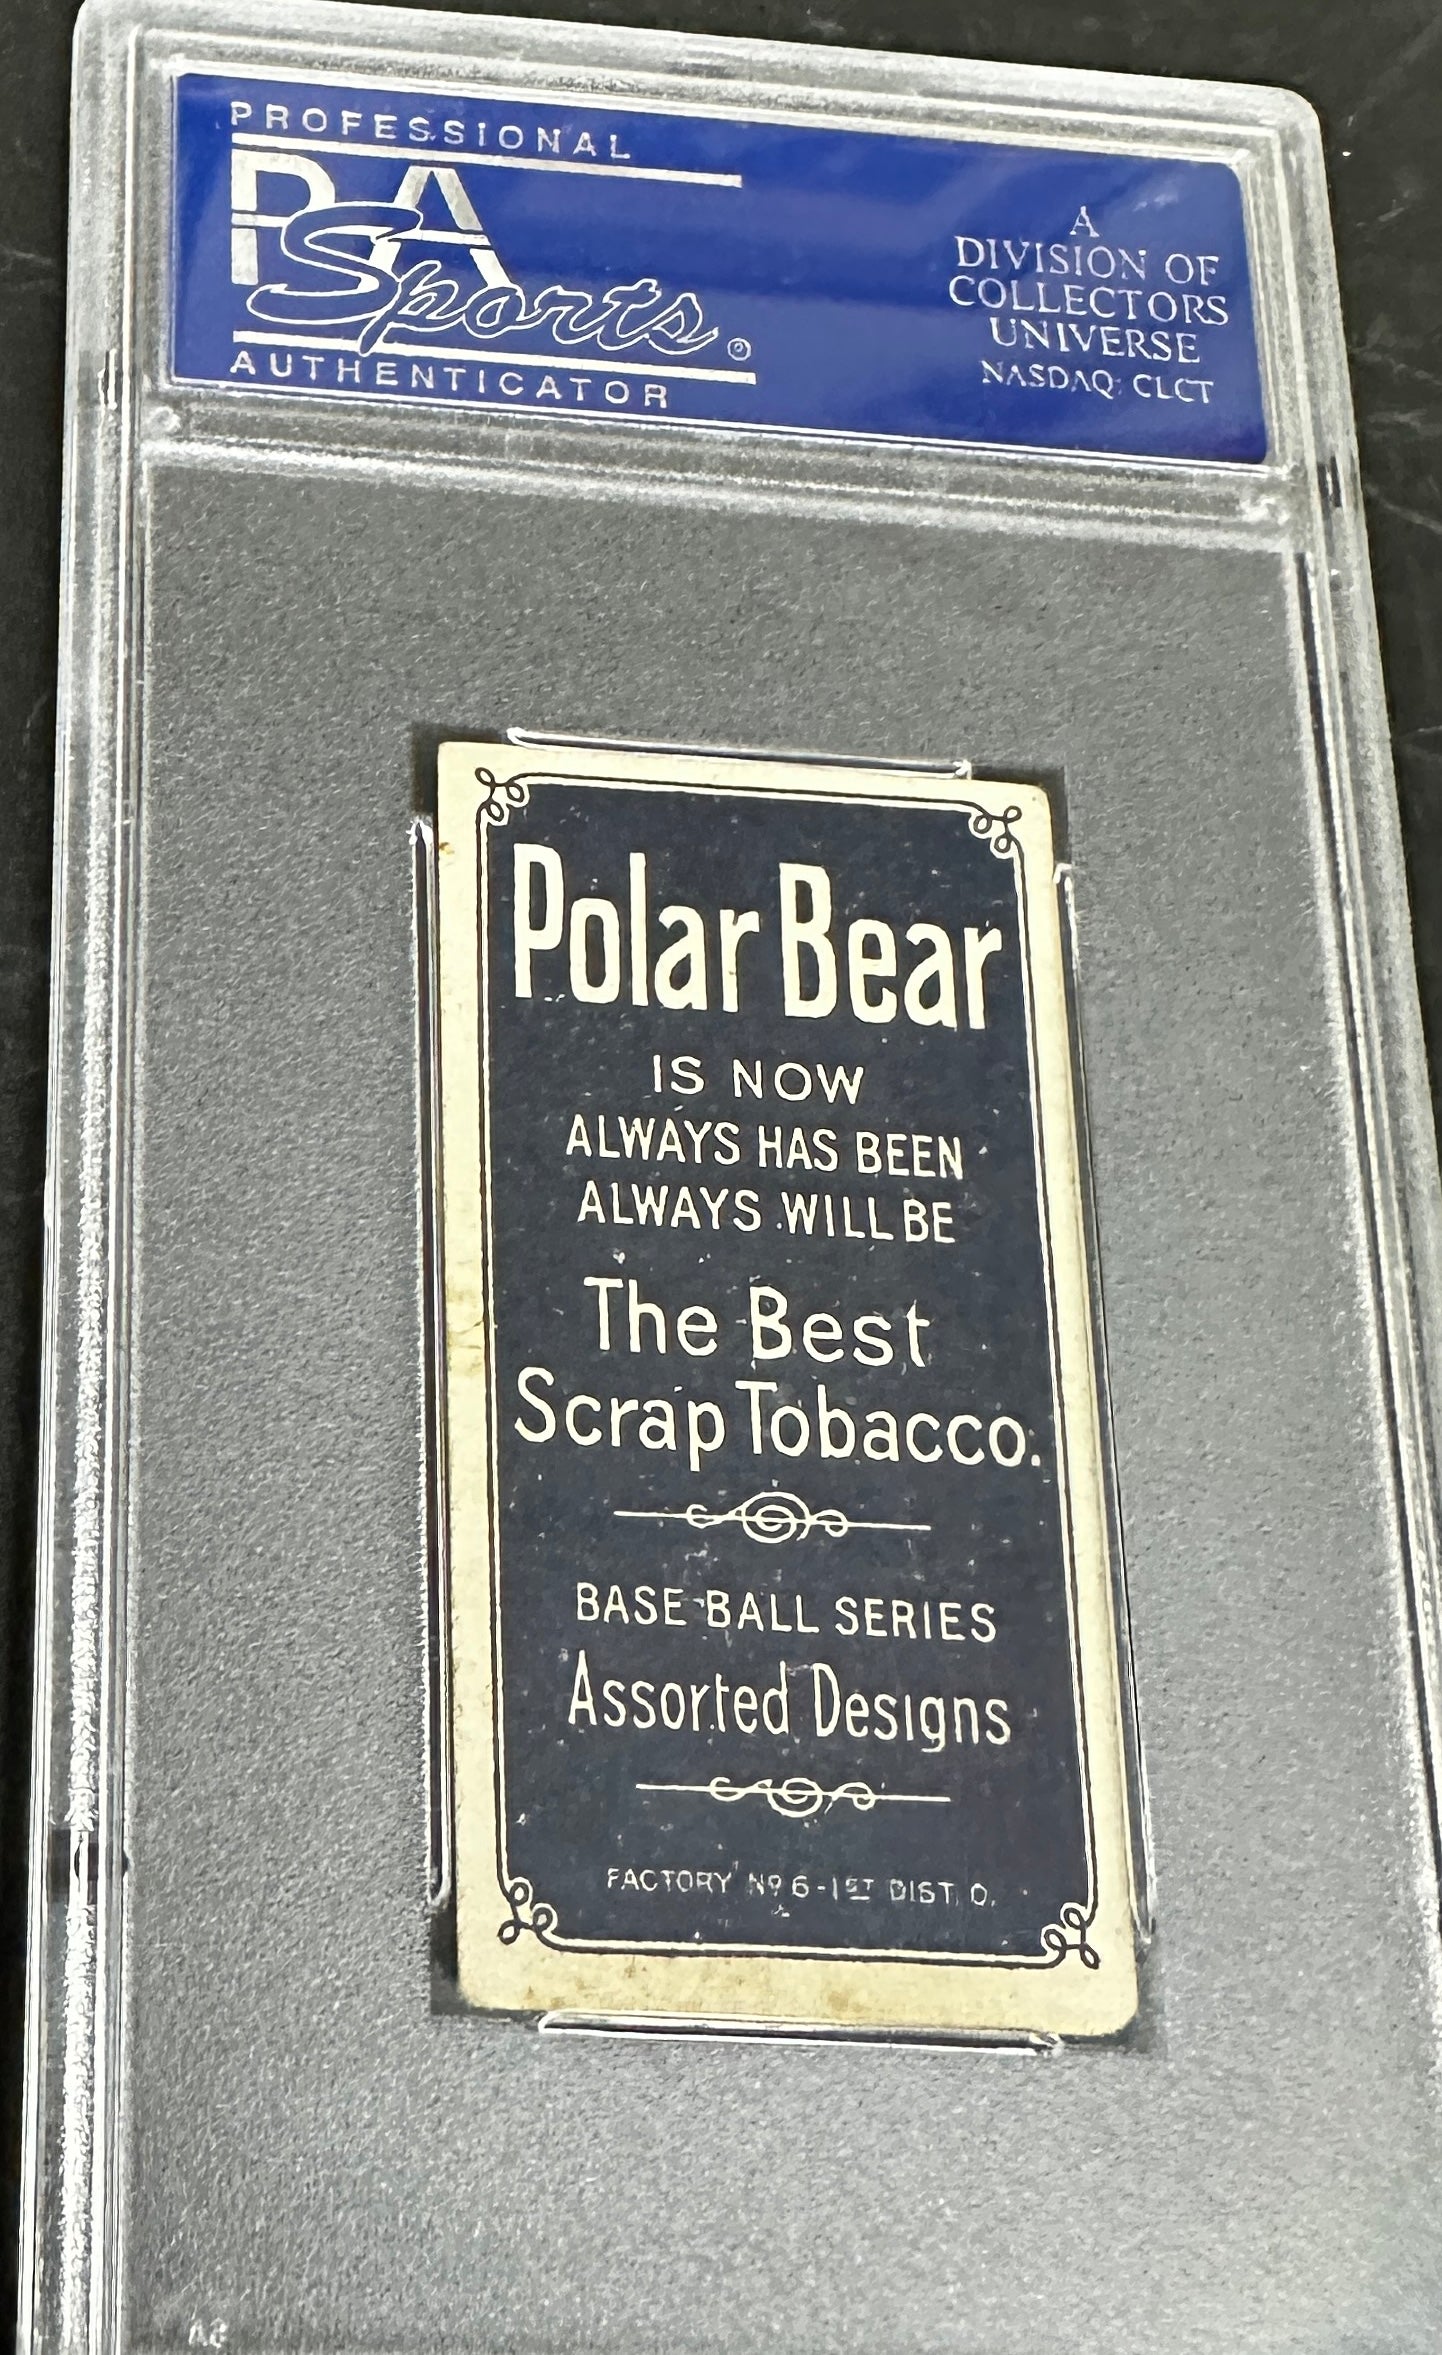 PROFESSIONAL
PSA
Sports®
AUTHENTICATOR
A
DIVISION OF
COLLECTORS
UNIVERSE
NASDAQ: CLCT
Polar Bear
IS NOW
ALWAYS HAS BEEN
ALWAYS WILL BE
The Best
Scrap Tobacco.
BASE-BALL SERIES
Assorted Designs
FACTORY Nº 6-1ST DIST. O.